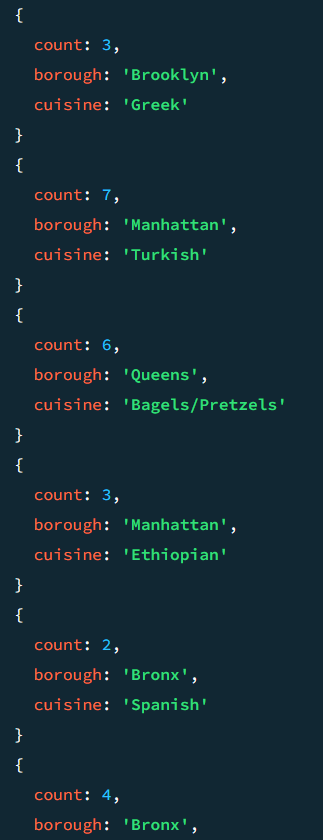 {
count: 3,
borough: 'Brooklyn',
cuisine: 'Greek'
}
{
count: 7,
borough: 'Manhattan',
cuisine: 'Turkish'
}
{
count: 6,
borough: 'Queens',
cuisine: 'Bagels/Pretzels'
}
{
count: 3,
borough: 'Manhattan',
cuisine: 'Ethiopian'
}
{
count: 2,
borough: 'Bronx',
cuisine: 'Spanish'
}
{
count: 4,
borough: 'Bronx',